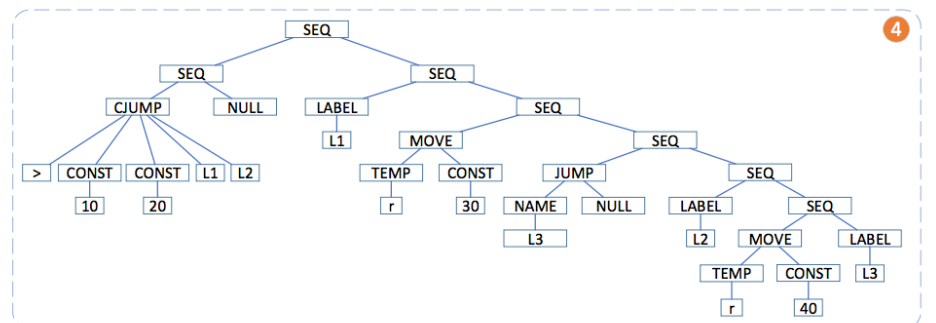 4
SEQ
SEQ SEQ
CJUMP NULL LABEL SEQ
L1 MOVE SEQ
> CONST CONST L1 L2 TEMP CONST JUMP SEQ
10 20 r 30 NAME NULL LABEL SEQ
L3 L2 MOVE LABEL
TEMP CONST L3
r 40